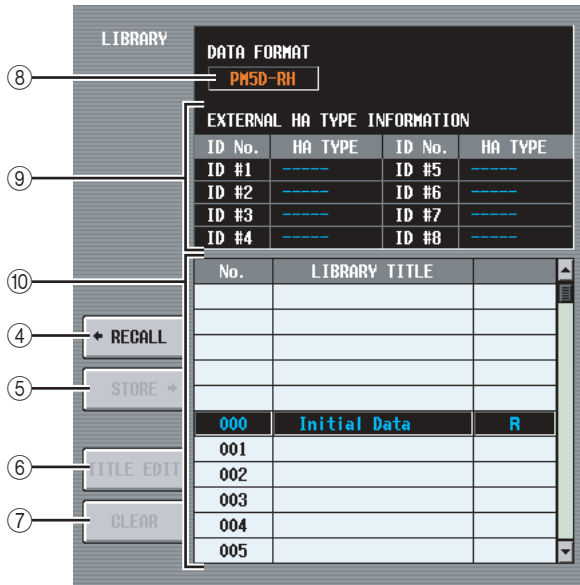 LIBRARY
DATA FORMAT
⑧ PM5D-RH
EXTERNAL HA TYPE INFORMATION
ID No. HA TYPE ID No. HA TYPE
ID #1 ----- ID #5 -----
⑨ ID #2 ----- ID #6 -----
ID #3 ----- ID #7 -----
ID #4 ----- ID #8 -----
⑩ No. LIBRARY TITLE
④ ← RECALL
⑤ STORE →
000 Initial Data R
001
⑥ TITLE EDIT 002
003
⑦ CLEAR 004
005